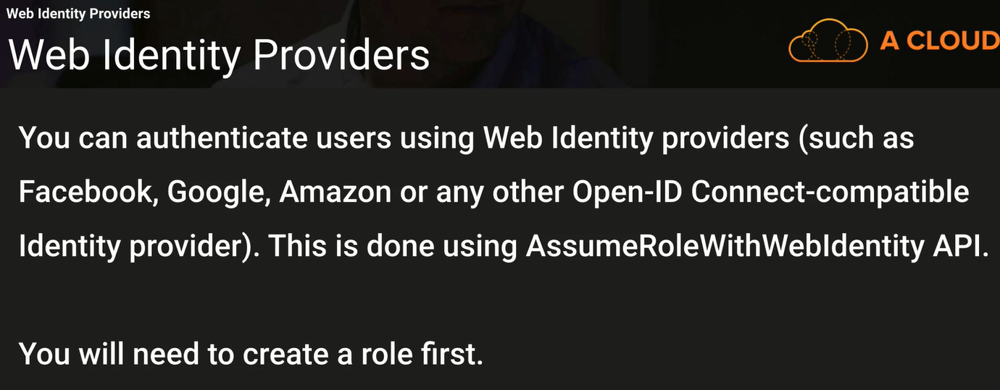 Web Identity Providers
Web Identity Providers
A CLOUD
You can authenticate users using Web Identity providers (such as
Facebook, Google, Amazon or any other Open-ID Connect-compatible
Identity provider). This is done using AssumeRoleWithWebIdentity API.
You will need to create a role first.